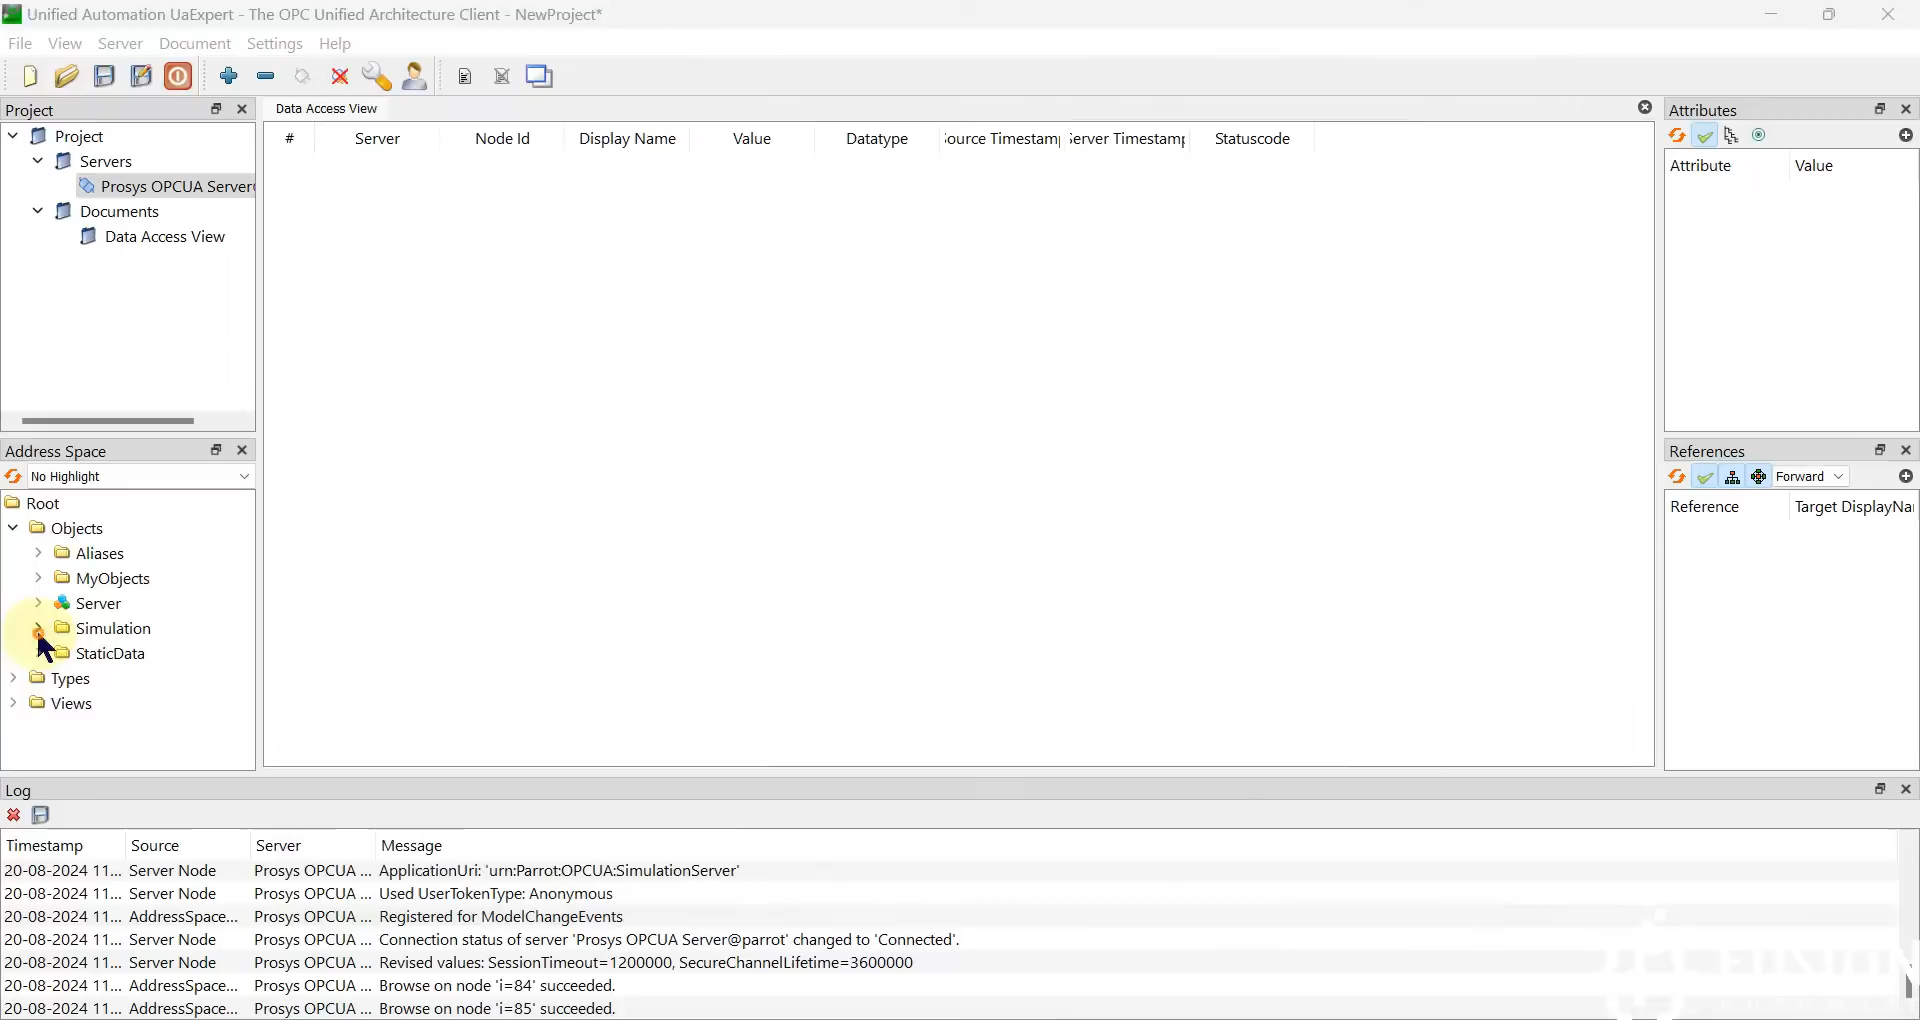 Unified Automation UaExpert - The OPC Unified Architecture Client - NewProject*
File View Server Document Settings Help
Project
Project
Servers
Prosys OPCUA Server
Documents
Data Access View
Data Access View
# Server Node Id Display Name Value Datatype Source Timestamp Server Timestamp Statuscode
Attributes
Attribute Value
Address Space
No Highlight
Root
Objects
Aliases
MyObjects
Server
Simulation
StaticData
Types
Views
References
Forward
Reference Target DisplayNa
Log
Timestamp Source Server Message
20-08-2024 11... Server Node Prosys OPCUA ... ApplicationUri: 'urn:Parrot:OPCUA:SimulationServer'
20-08-2024 11... Server Node Prosys OPCUA ... Used UserTokenType: Anonymous
20-08-2024 11... AddressSpace... Prosys OPCUA ... Registered for ModelChangeEvents
20-08-2024 11... Server Node Prosys OPCUA ... Connection status of server 'Prosys OPCUA Server@parrot' changed to 'Connected'.
20-08-2024 11... Server Node Prosys OPCUA ... Revised values: SessionTimeout=1200000, SecureChannelLifetime=3600000
20-08-2024 11... AddressSpace... Prosys OPCUA ... Browse on node 'i=84' succeeded.
20-08-2024 11... AddressSpace... Prosys OPCUA ... Browse on node 'i=85' succeeded.